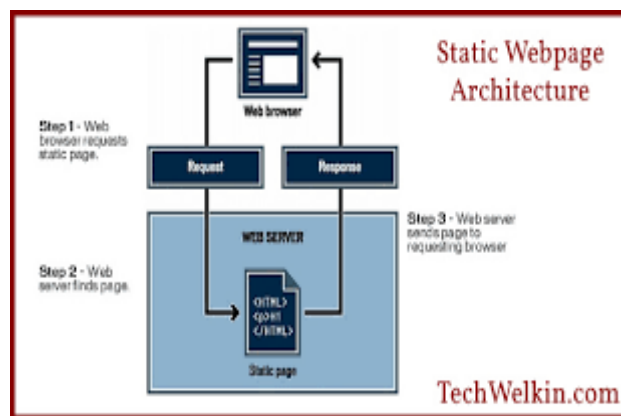 Static Webpage
Architecture
Web browser
Step 1 - Web
browser requests
static page.
Request
Response
Step 3 - Web server
sends page to
requesting browser
WEB SERVER
Step 2 - Web
server finds page.
<HTML>
<p>HI
</HTML>
Static page
TechWelkin.com